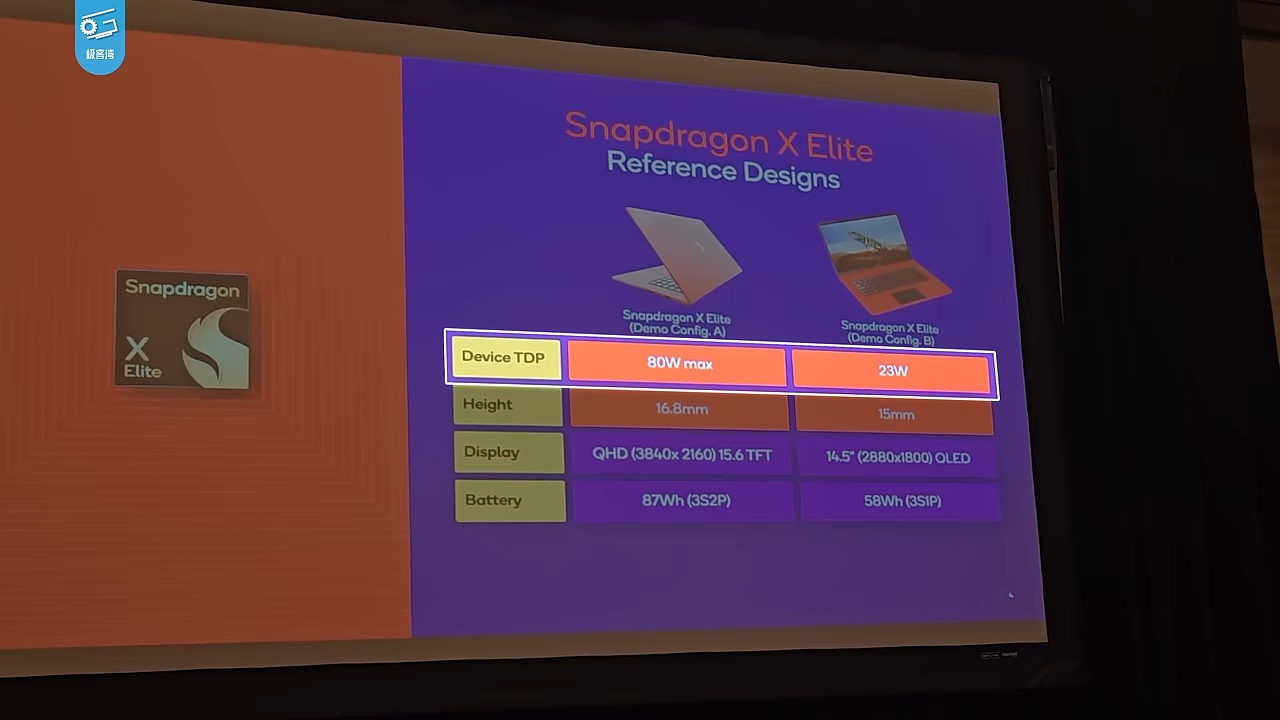 极客湾
Snapdragon X Elite
Reference Designs
Snapdragon
X
Elite
Snapdragon X Elite
(Demo Config. A)
Snapdragon X Elite
(Demo Config. B)
Device TDP 80W max 23W
Height 16.8mm 15mm
Display QHD (3840x 2160) 15.6 TFT 14.5" (2880x1800) OLED
Battery 87Wh (3S2P) 58Wh (3S1P)